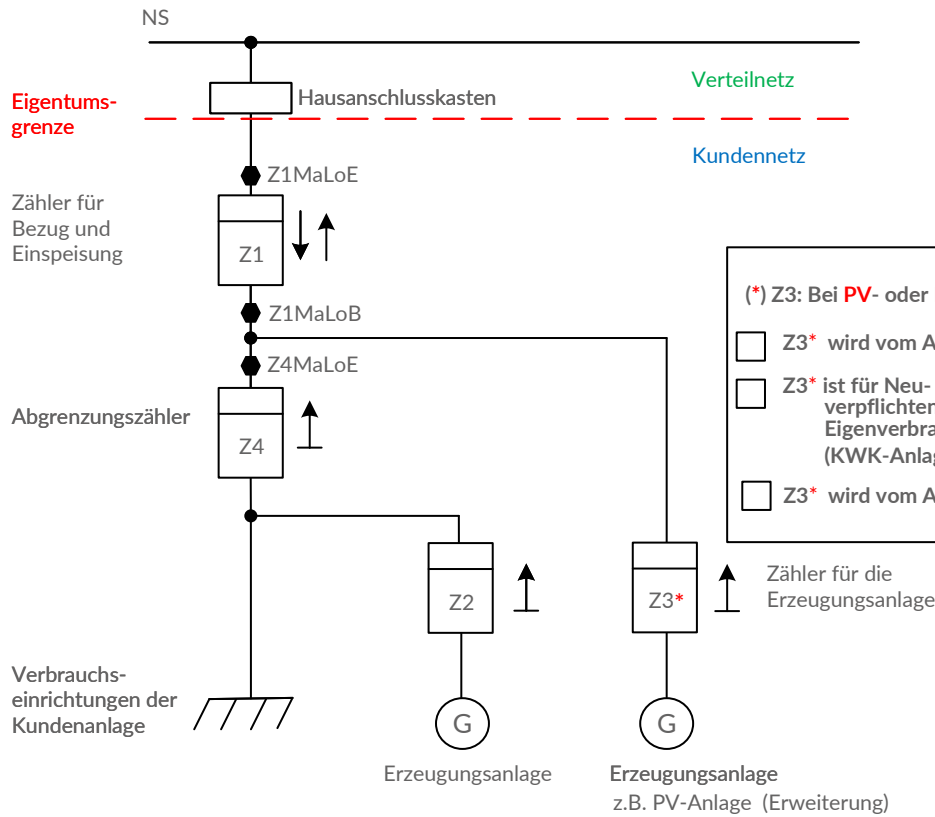 NS
Verteilnetz
Eigentums-
grenze
Hausanschlusskasten
Kundennetz
Z1MaLoE
Zähler für
Bezug und
Einspeisung
Z1
Z1MaLoB
Z4MaLoE
Abgrenzungszähler
Z4
(*) Z3: Bei PV- oder
Z3* wird vom A
Z3* ist für Neu-
verpflichten
Eigenverbra
(KWK-Anlag
Z3* wird vom A
Z2
Z3*
Zähler für die
Erzeugungsanlage
Verbrauchs-
einrichtungen der
Kundenanlage
G
G
Erzeugungsanlage
Erzeugungsanlage
z.B. PV-Anlage (Erweiterung)